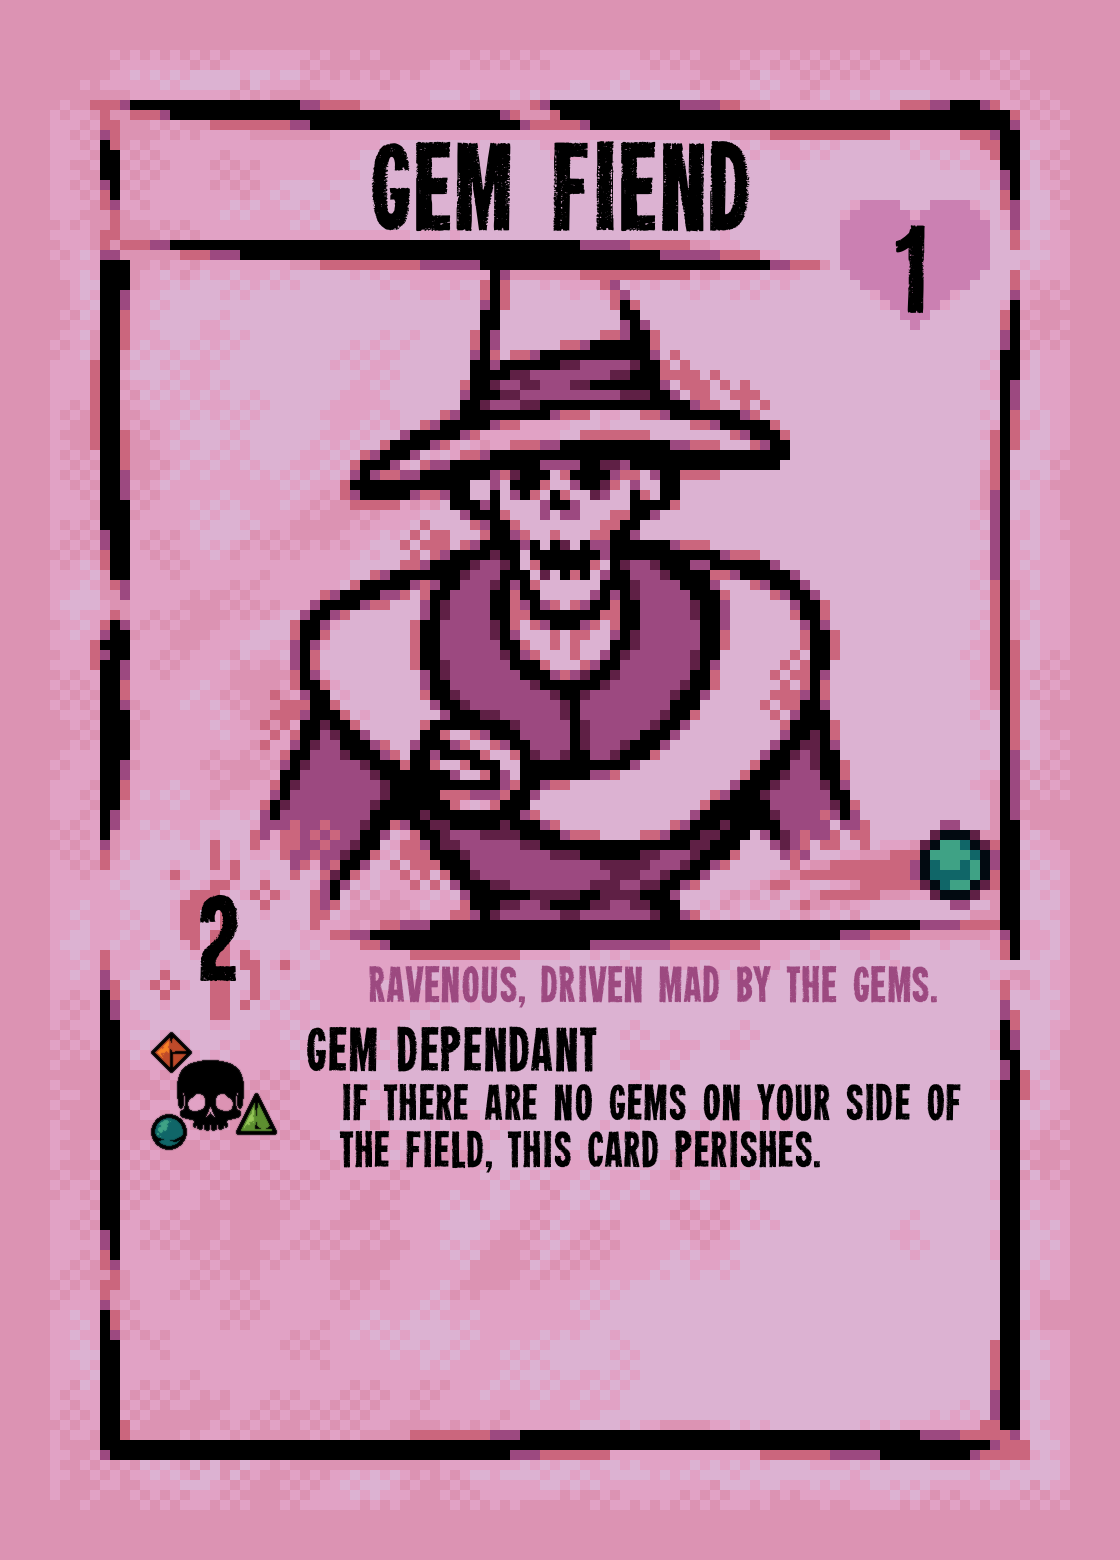 GEM FIEND
1
2
RAVENOUS, DRIVEN MAD BY THE GEMS.
GEM DEPENDANT
IF THERE ARE NO GEMS ON YOUR SIDE OF
THE FIELD, THIS CARD PERISHES.